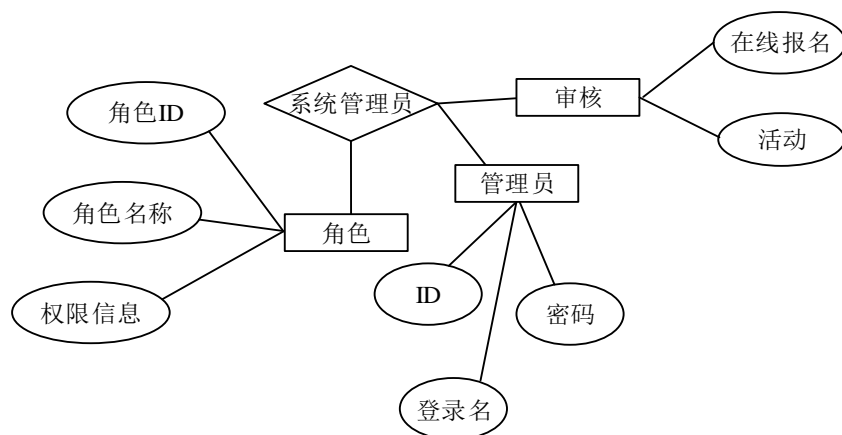 在线报名
系统管理员
审核
角色ID
活动
管理员
角色名称
角色
ID
权限信息
密码
登录名